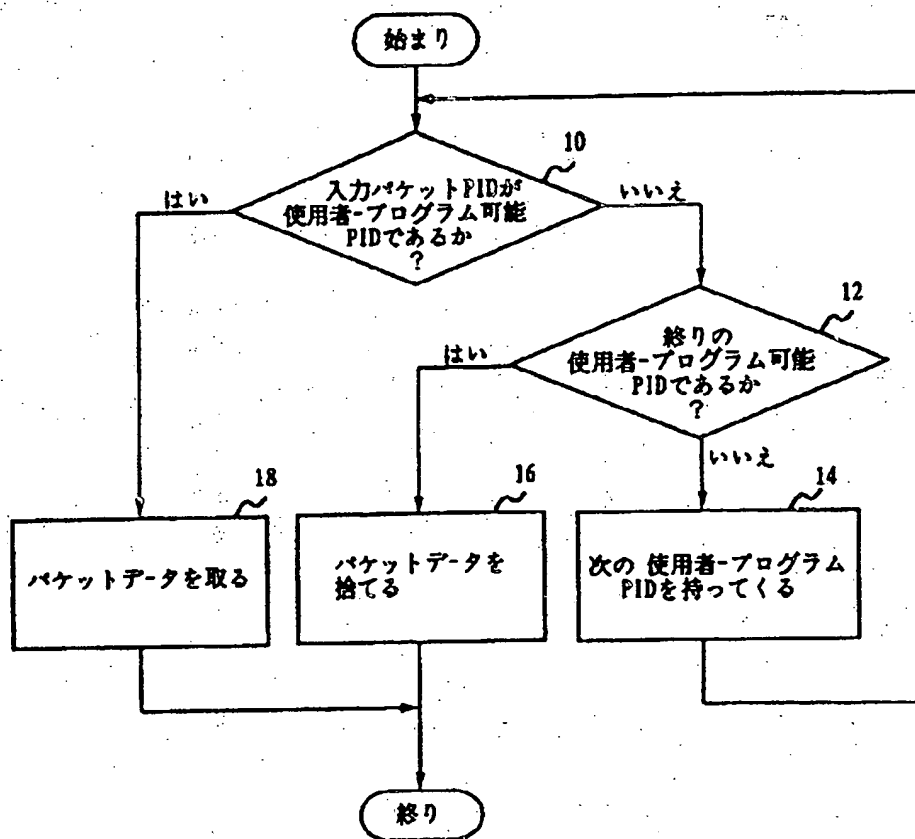 始まり
10
入力パケットPIDが
使用者-プログラム可能
PIDであるか
?
はい
いいえ
12
終りの
使用者-プログラム可能
PIDであるか
?
はい
いいえ
18
パケットデータを取る
16
パケットデータを
捨てる
14
次の 使用者-プログラム
PIDを持ってくる
終り